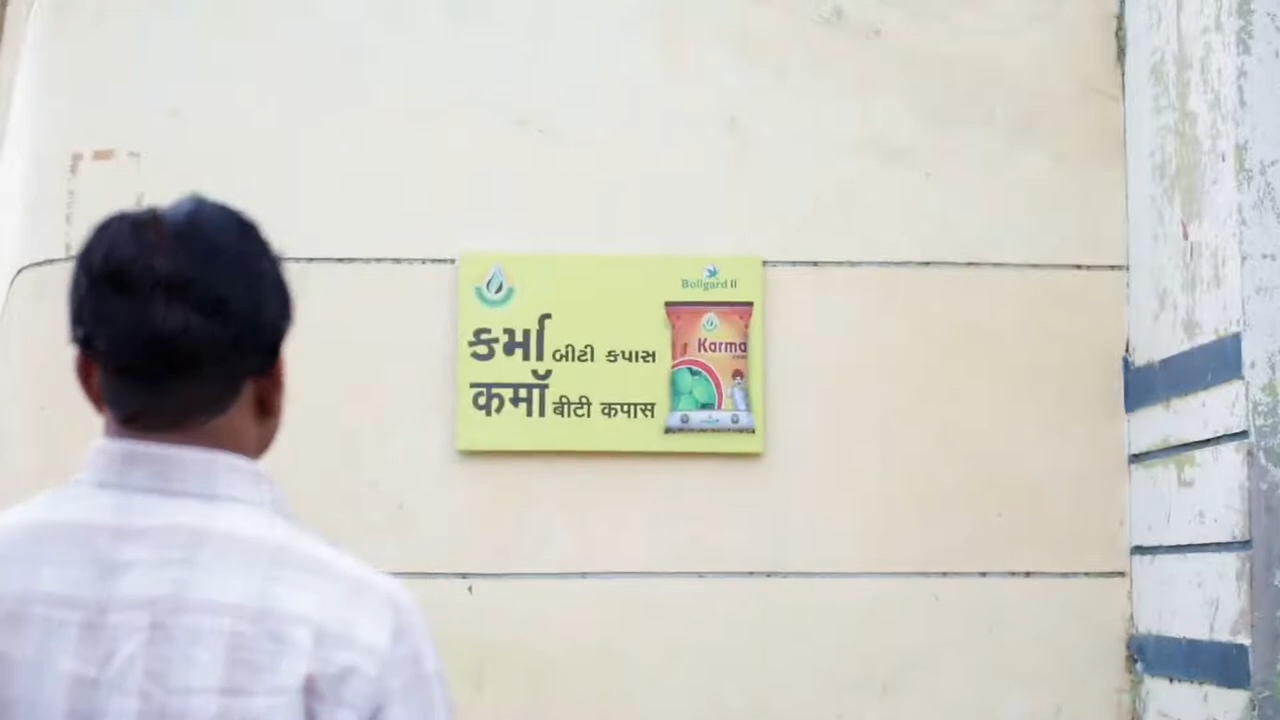 Bollgard II
કર્મા બીટી કપાસ
कर्मा बीटी कपास
Karma